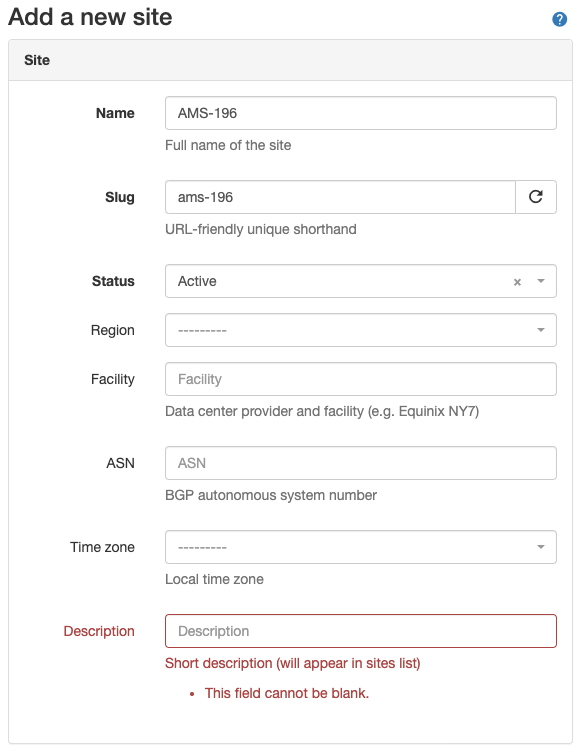 Add a new site
?
Site
Name AMS-196
Full name of the site
Slug ams-196
URL-friendly unique shorthand
Status Active ×
Region ---------
Facility Facility
Data center provider and facility (e.g. Equinix NY7)
ASN ASN
BGP autonomous system number
Time zone ---------
Local time zone
Description Description
Short description (will appear in sites list)
• This field cannot be blank.